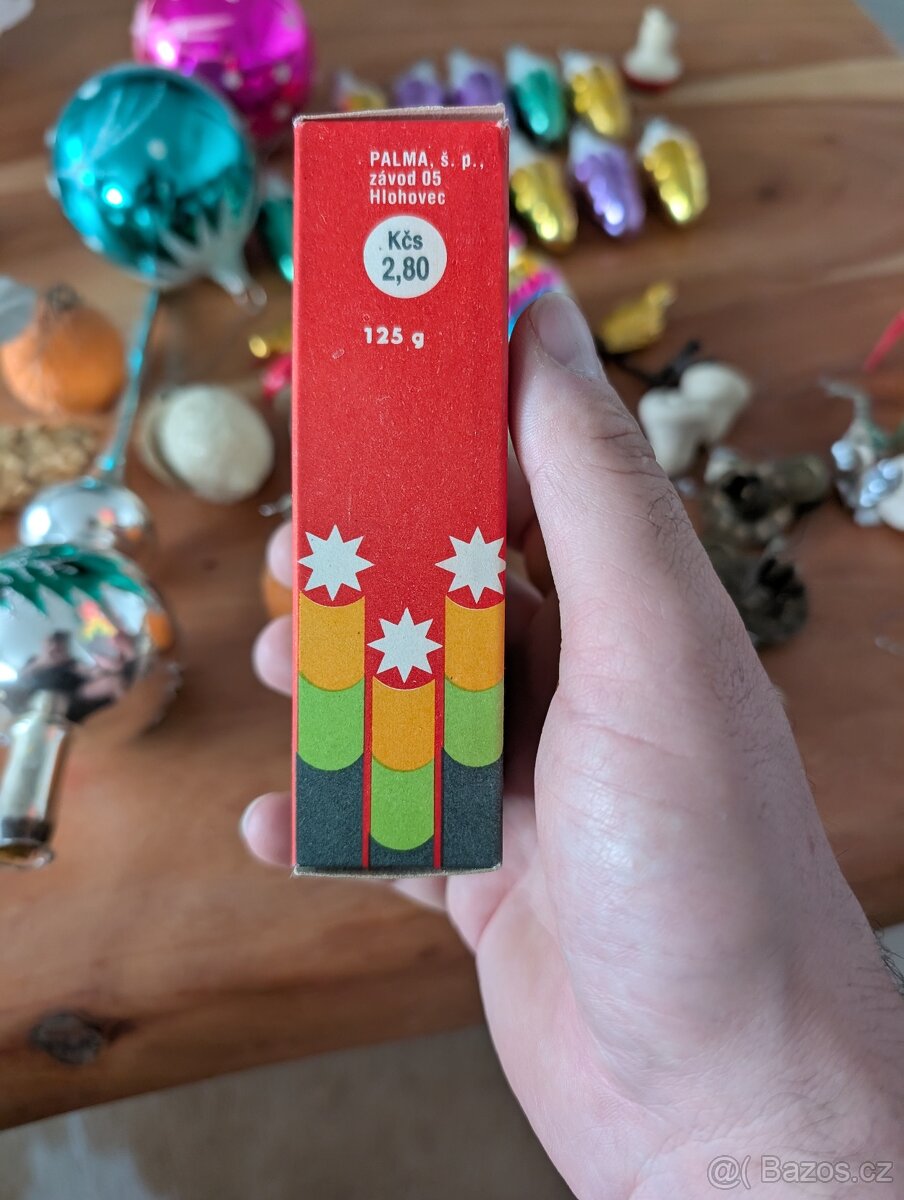 PALMA, š. p.,
závod 05
Hlohovec
Kčs
2,80
125 g
@( Bazos.cz